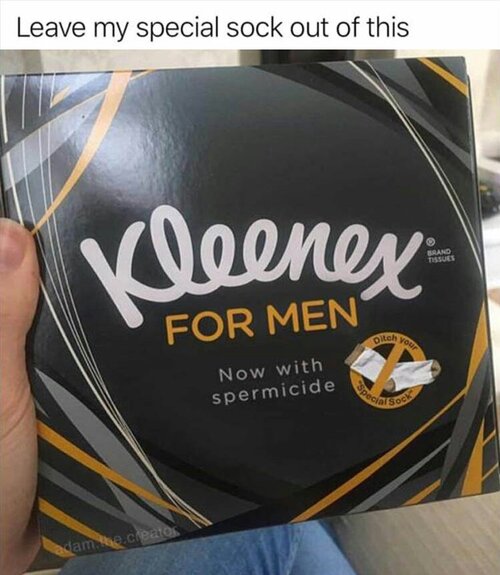 Leave my special sock out of this
Kleenex®
BRAND
TISSUES
FOR MEN
Now with
spermicide
Ditch your
"Special Sock"
adam.the.creator